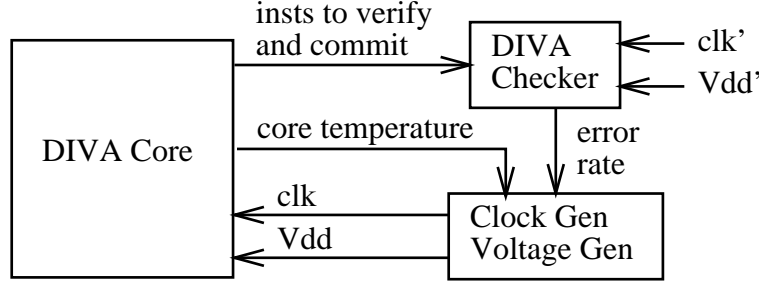 insts to verify
and commit
DIVA
Checker
clk'
Vdd'
DIVA Core
core temperature
error
rate
clk
Vdd
Clock Gen
Voltage Gen